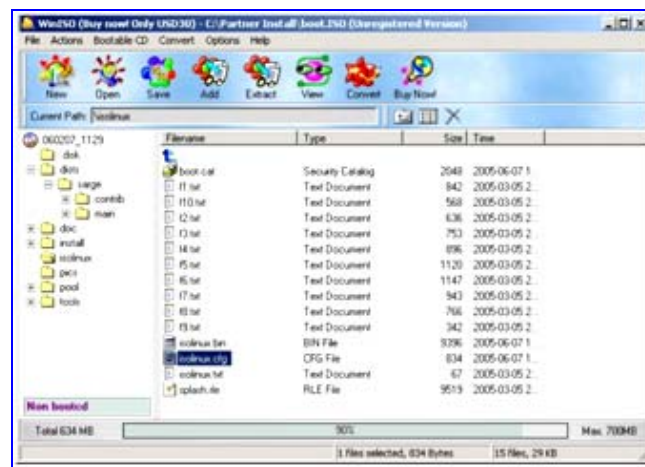 WinISO (Buy now! Only USD30) - C:\Partner Install\boot.ISO (Unregistered Version)
File Actions Bootable CD Convert Options Help
New Open Save Add Extract View Convert Buy Now!
Current Path: \isolinux
060207_1129
.disk
dists
sarge
contrib
main
doc
install
isolinux
pics
pool
tools
Filename Type Size Time
boot.cat Security Catalog 2048 2005-06-07 1...
f1.txt Text Document 842 2005-03-05 2...
f10.txt Text Document 568 2005-03-05 2...
f2.txt Text Document 636 2005-03-05 2...
f3.txt Text Document 753 2005-03-05 2...
f4.txt Text Document 896 2005-03-05 2...
f5.txt Text Document 1120 2005-03-05 2...
f6.txt Text Document 1147 2005-03-05 2...
f7.txt Text Document 943 2005-03-05 2...
f8.txt Text Document 766 2005-03-05 2...
f9.txt Text Document 342 2005-03-05 2...
isolinux.bin BIN File 9396 2005-06-07 1...
isolinux.cfg CFG File 834 2005-06-07 1...
isolinux.txt Text Document 67 2005-03-05 2...
splash.rle RLE File 9519 2005-03-05 2...
Non bootcd
Total 634 MB 90% Max 700MB
1 files selected, 834 Bytes 15 files, 29 KB